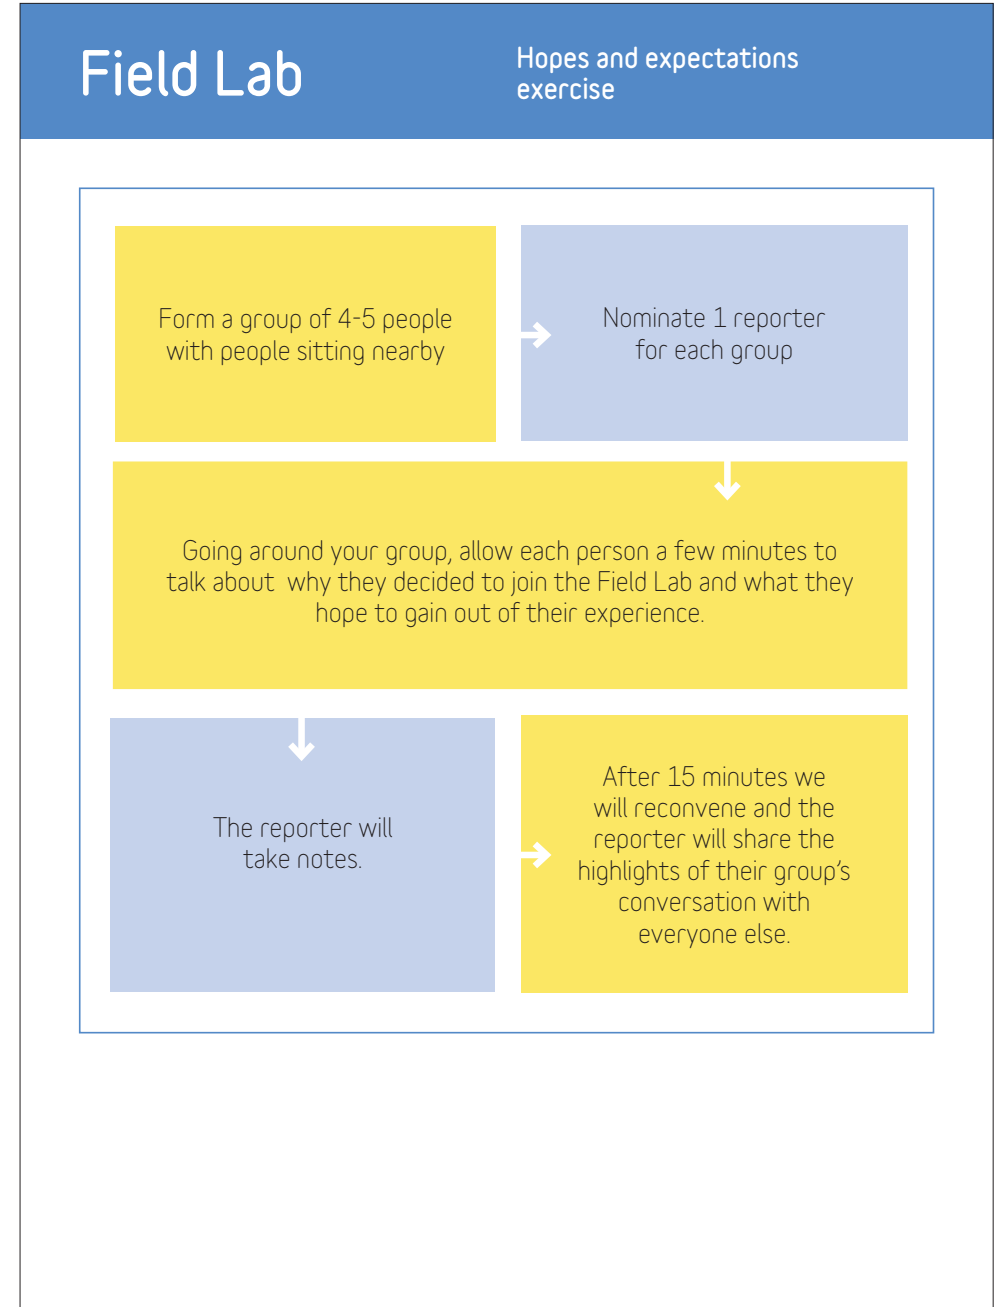 Field Lab
Hopes and expectations
exercise
Form a group of 4-5 people
with people sitting nearby
Nominate 1 reporter
for each group
Going around your group, allow each person a few minutes to
talk about  why they decided to join the Field Lab and what they
hope to gain out of their experience.
The reporter will
take notes.
After 15 minutes we
will reconvene and the
reporter will share the
highlights of their group's
conversation with
everyone else.